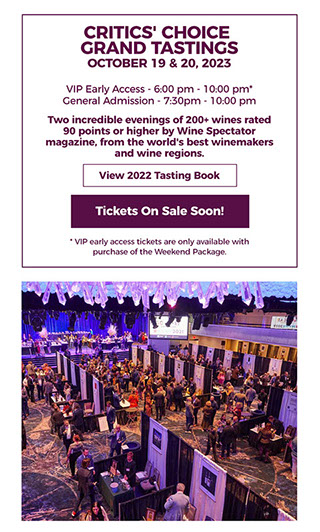 CRITICS' CHOICE
GRAND TASTINGS
OCTOBER 19 & 20, 2023
VIP Early Access - 6:00 pm - 10:00 pm*
General Admission - 7:30pm - 10:00 pm
Two incredible evenings of 200+ wines rated
90 points or higher by Wine Spectator
magazine, from the world's best winemakers
and wine regions.
View 2022 Tasting Book
Tickets On Sale Soon!
* VIP early access tickets are only available with
purchase of the Weekend Package.